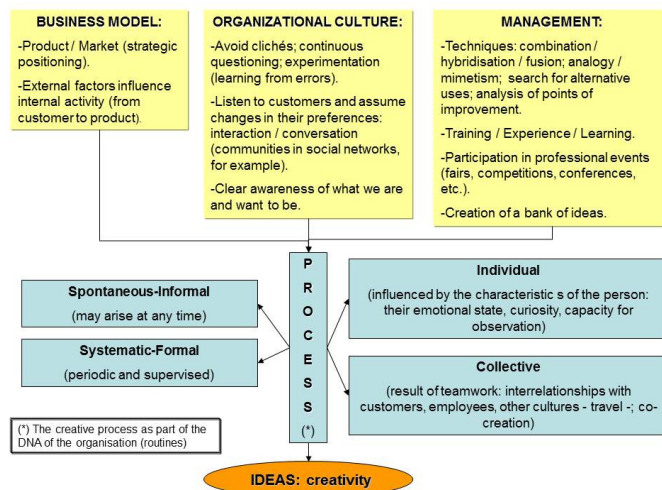 BUSINESS MODEL:
-Product / Market (strategic
positioning).
-External factors influence
internal activity (from
customer to product).
ORGANIZATIONAL CULTURE:
-Avoid clichés; continuous
questioning; experimentation
(learning from errors).
-Listen to customers and assume
changes in their preferences:
interaction / conversation
(communities in social networks,
for example).
-Clear awareness of what we are
and want to be.
MANAGEMENT:
-Techniques: combination /
hybridisation / fusion; analogy /
mimetism; search for alternative
uses; analysis of points of
improvement.
-Training / Experience / Learning.
-Participation in professional events
(fairs, competitions, conferences,
etc.).
-Creation of a bank of ideas.
P
R
O
C
E
S
S
(*)
Spontaneous-Informal
(may arise at any time)
Systematic-Formal
(periodic and supervised)
Individual
(influenced by the characteristic s of the person:
their emotional state, curiosity, capacity for
observation)
Collective
(result of teamwork: interrelationships with
customers, employees, other cultures - travel -; co-
creation)
(*) The creative process as part of the
DNA of the organisation (routines)
IDEAS: creativity